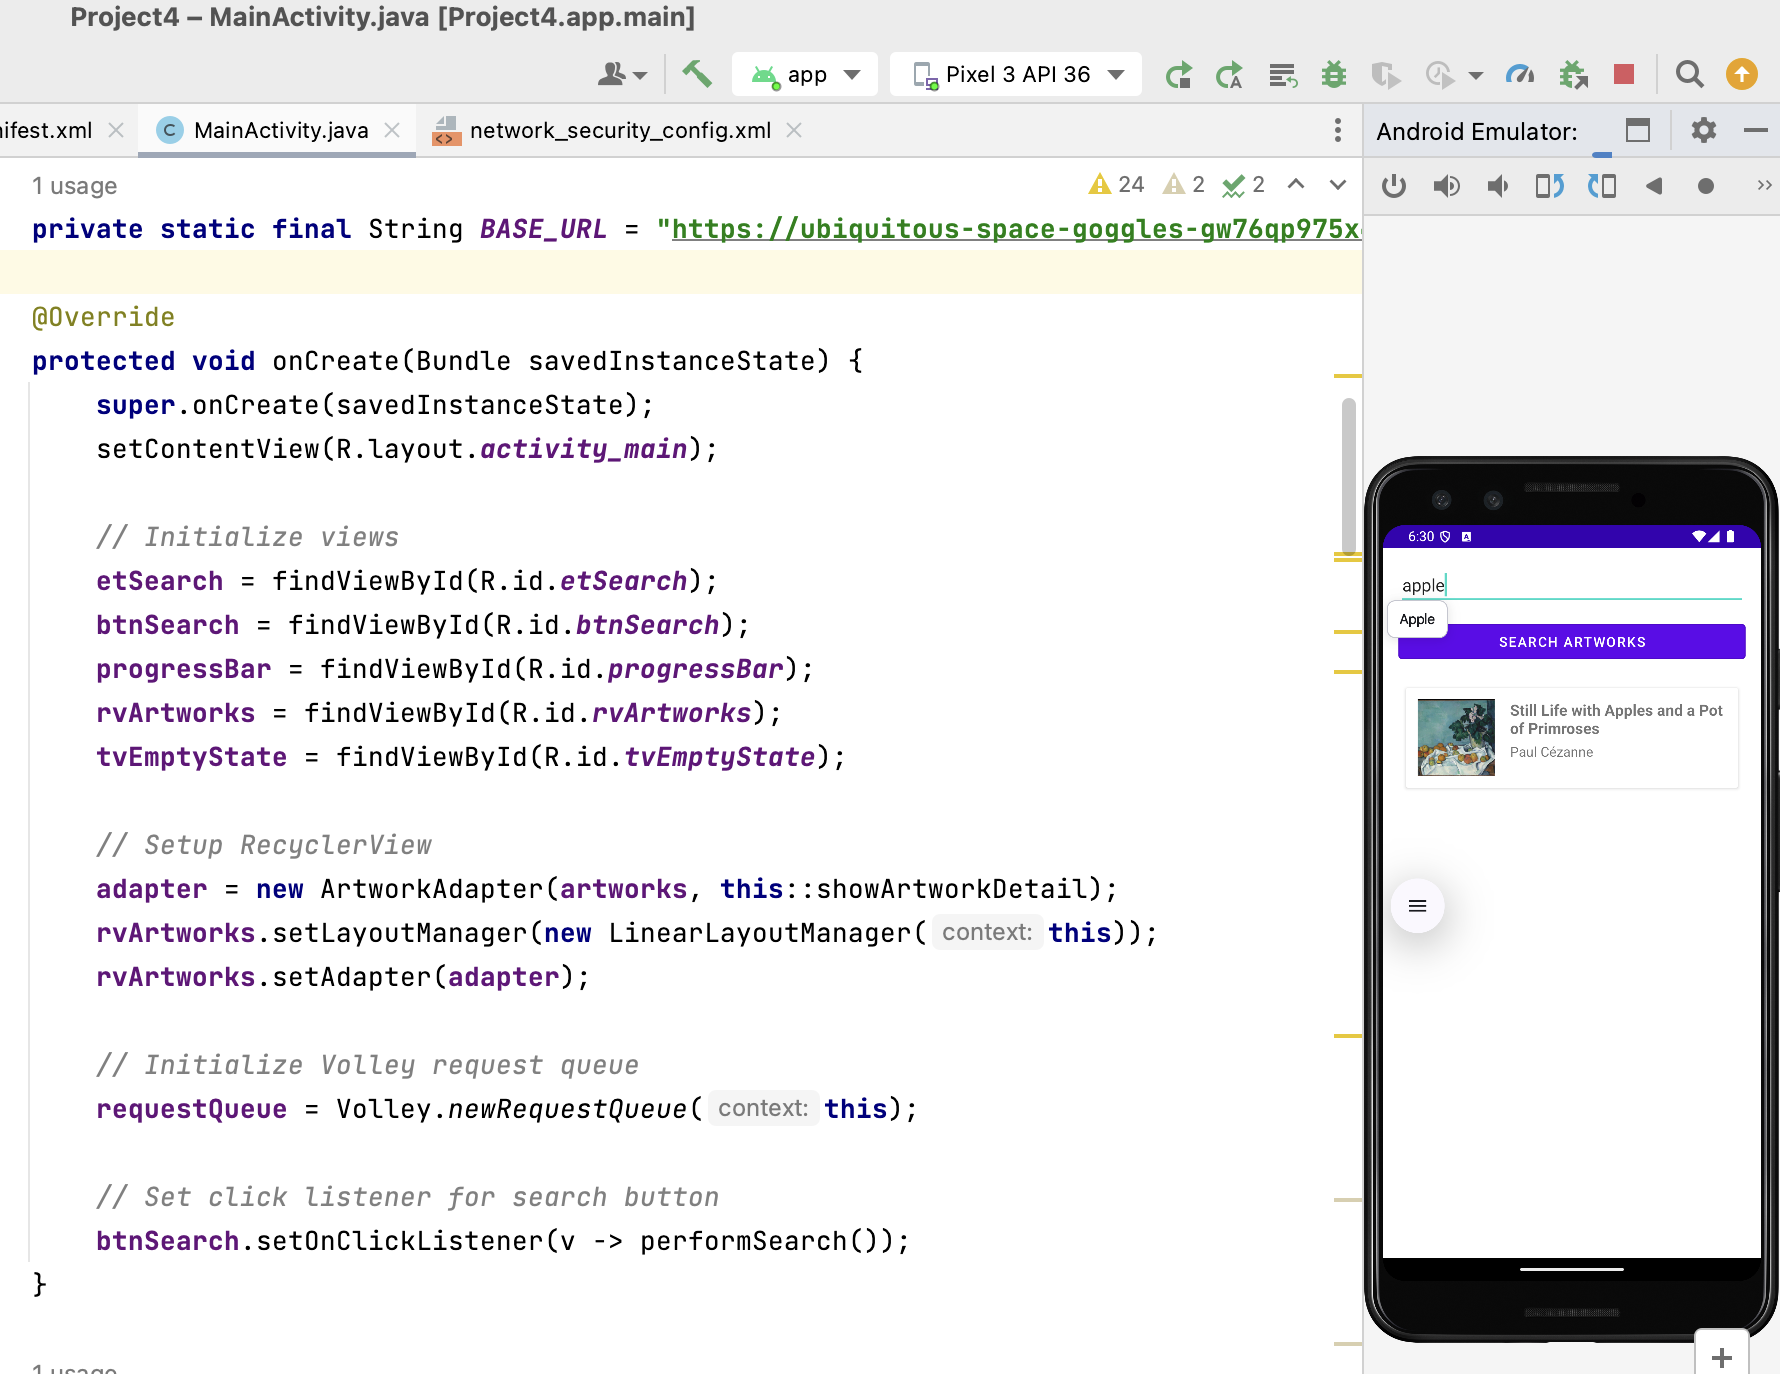 Project4 – MainActivity.java [Project4.app.main]
app
Pixel 3 API 36
nifest.xml
MainActivity.java
network_security_config.xml
Android Emulator:
1 usage
24 2 2
private static final String BASE_URL = "https://ubiquitous-space-goggles-gw76qp975x
@Override
protected void onCreate(Bundle savedInstanceState) {
super.onCreate(savedInstanceState);
setContentView(R.layout.activity_main);
// Initialize views
etSearch = findViewById(R.id.etSearch);
btnSearch = findViewById(R.id.btnSearch);
progressBar = findViewById(R.id.progressBar);
rvArtworks = findViewById(R.id.rvArtworks);
tvEmptyState = findViewById(R.id.tvEmptyState);
// Setup RecyclerView
adapter = new ArtworkAdapter(artworks, this::showArtworkDetail);
rvArtworks.setLayoutManager(new LinearLayoutManager( context: this));
rvArtworks.setAdapter(adapter);
// Initialize Volley request queue
requestQueue = Volley.newRequestQueue( context: this);
// Set click listener for search button
btnSearch.setOnClickListener(v -> performSearch());
}
1 usage
6:30
apple
Apple
SEARCH ARTWORKS
Still Life with Apples and a Pot
of Primroses
Paul Cézanne